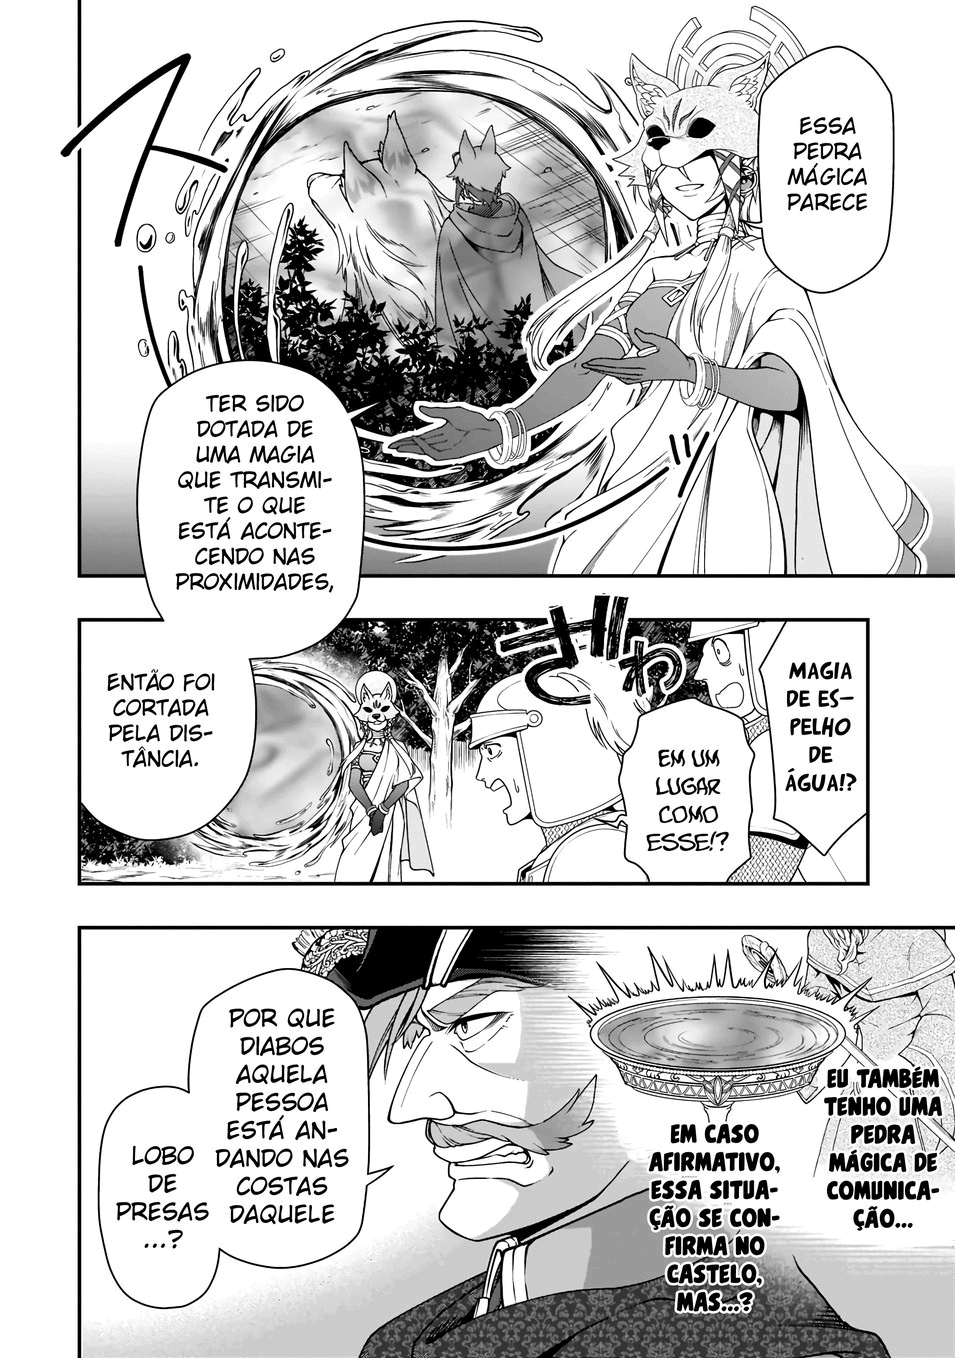 ESSA
PEDRA
MÁGICA
PARECE
TER SIDO
DOTADA DE
UMA MAGIA
QUE TRANSMI-
TE O QUE
ESTÁ ACONTE-
CENDO NAS
PROXIMIDADES,
MAGIA
DE ES-
PELHO
DE
ÁGUA!?
EM UM
LUGAR
COMO
ESSE!?
ざわ
ENTÃO FOI
CORTADA
PELA DIS-
TÂNCIA.
EU TAMBÉM
TENHO UMA
PEDRA
MÁGICA DE
COMUNICA-
ÇÃO...
EM CASO
AFIRMATIVO,
ESSA SITUA-
ÇÃO SE CON-
FIRMA NO
CASTELO,
MAS...?
POR QUE
DIABOS
AQUELA
PESSOA
ESTÁ AN-
DANDO NAS
COSTAS
DAQUELE
LOBO
DE
PRESAS
...?